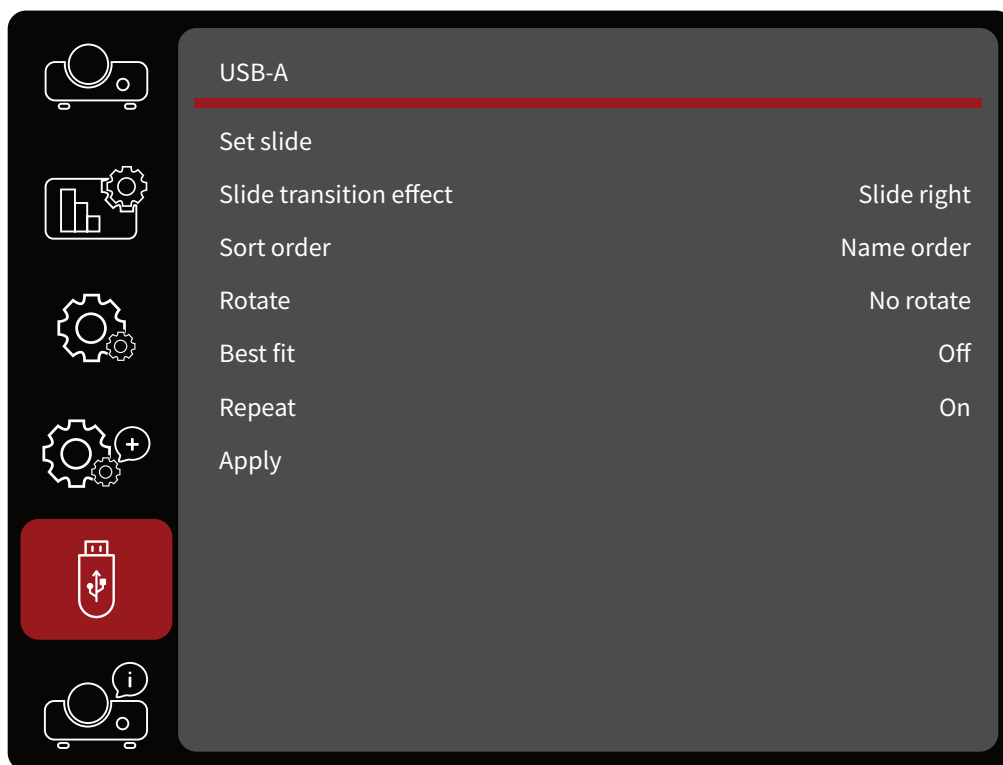 USB-A
Set slide
Slide transition effect Slide right
Sort order Name order
Rotate No rotate
Best fit Off
Repeat On
Apply